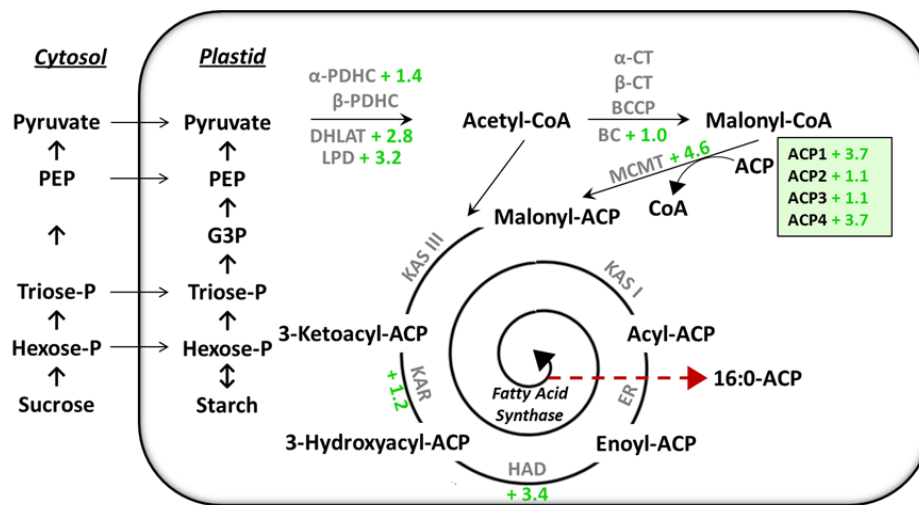 Cytosol
Plastid
Pyruvate
PEP
Triose-P
Hexose-P
Sucrose
Pyruvate
PEP
G3P
Triose-P
Hexose-P
Starch
α-PDHC + 1.4
β-PDHC
DHLAT + 2.8
LPD + 3.2
Acetyl-CoA
α-CT
β-CT
BCCP
BC + 1.0
Malonyl-CoA
MCMT + 4.6
ACP
CoA
ACP1 + 3.7
ACP2 + 1.1
ACP3 + 1.1
ACP4 + 3.7
Malonyl-ACP
KAS III
KAS I
3-Ketoacyl-ACP
Acyl-ACP
KAR
+ 1.2
ER
Fatty Acid
Synthase
16:0-ACP
3-Hydroxyacyl-ACP
Enoyl-ACP
HAD
+ 3.4